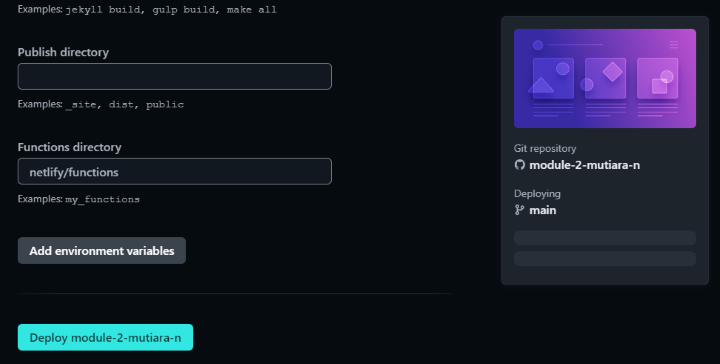 Examples: jekyll build, gulp build, make all
Publish directory
Examples: _site, dist, public
Functions directory
netlify/functions
Examples: my_functions
Add environment variables
Deploy module-2-mutiara-n
Git repository
module-2-mutiara-n
Deploying
main